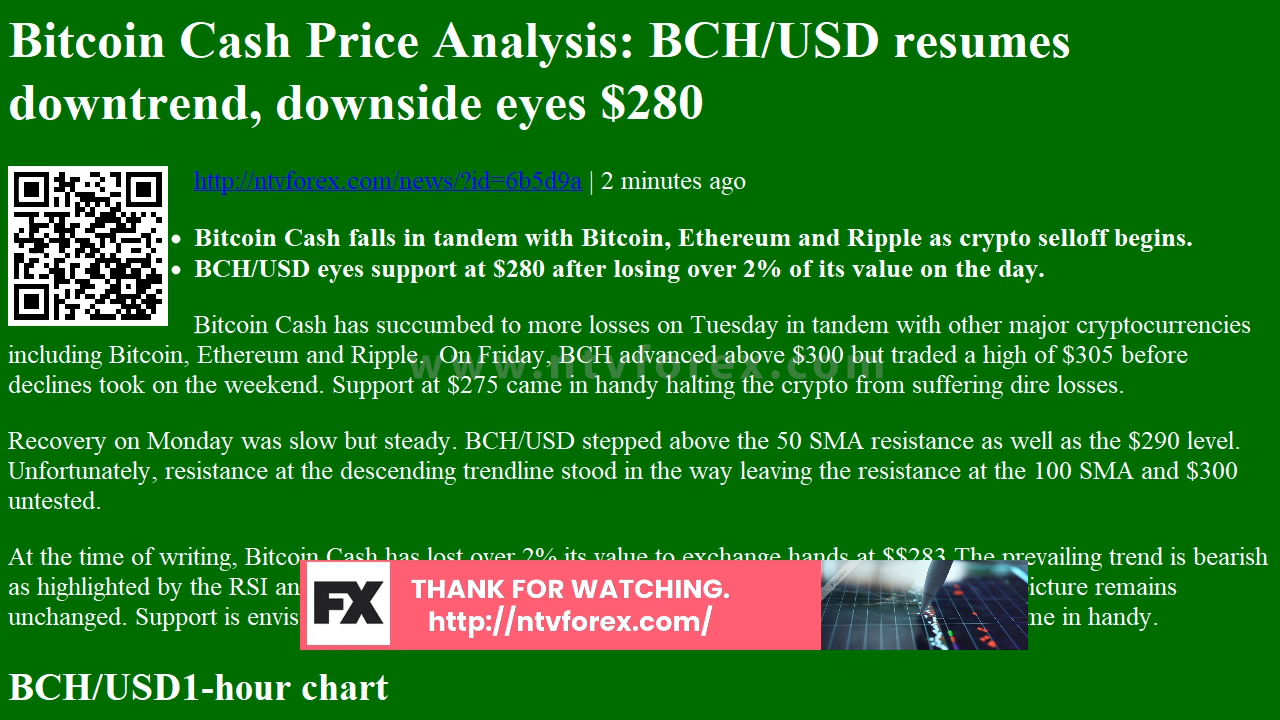 Bitcoin Cash Price Analysis: BCH/USD resumes
downtrend, downside eyes $280
http://ntvforex.com/news/?id=6b5d9a | 2 minutes ago
• Bitcoin Cash falls in tandem with Bitcoin, Ethereum and Ripple as crypto selloff begins.
• BCH/USD eyes support at $280 after losing over 2% of its value on the day.
Bitcoin Cash has succumbed to more losses on Tuesday in tandem with other major cryptocurrencies
including Bitcoin, Ethereum and Ripple.  On Friday, BCH advanced above $300 but traded a high of $305 before
www.ntvforex.com
declines took on the weekend. Support at $275 came in handy halting the crypto from suffering dire losses.
Recovery on Monday was slow but steady. BCH/USD stepped above the 50 SMA resistance as well as the $290 level.
Unfortunately, resistance at the descending trendline stood in the way leaving the resistance at the 100 SMA and $300
untested.
At the time of writing, Bitcoin Cash has lost over 2% its value to exchange hands at $$283 The prevailing trend is bearish
as highlighted by the RSI an
picture remains
unchanged. Support is envis
me in handy.
FX
THANK FOR WATCHING.
http://ntvforex.com/
BCH/USD1-hour chart